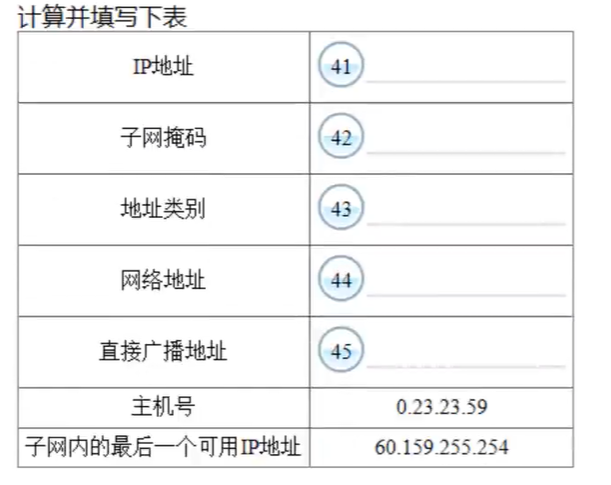 计算并填写下表
IP地址 41
子网掩码 42
地址类别 43
网络地址 44
直接广播地址 45
主机号 0.23.23.59
子网内的最后一个可用IP地址 60.159.255.254